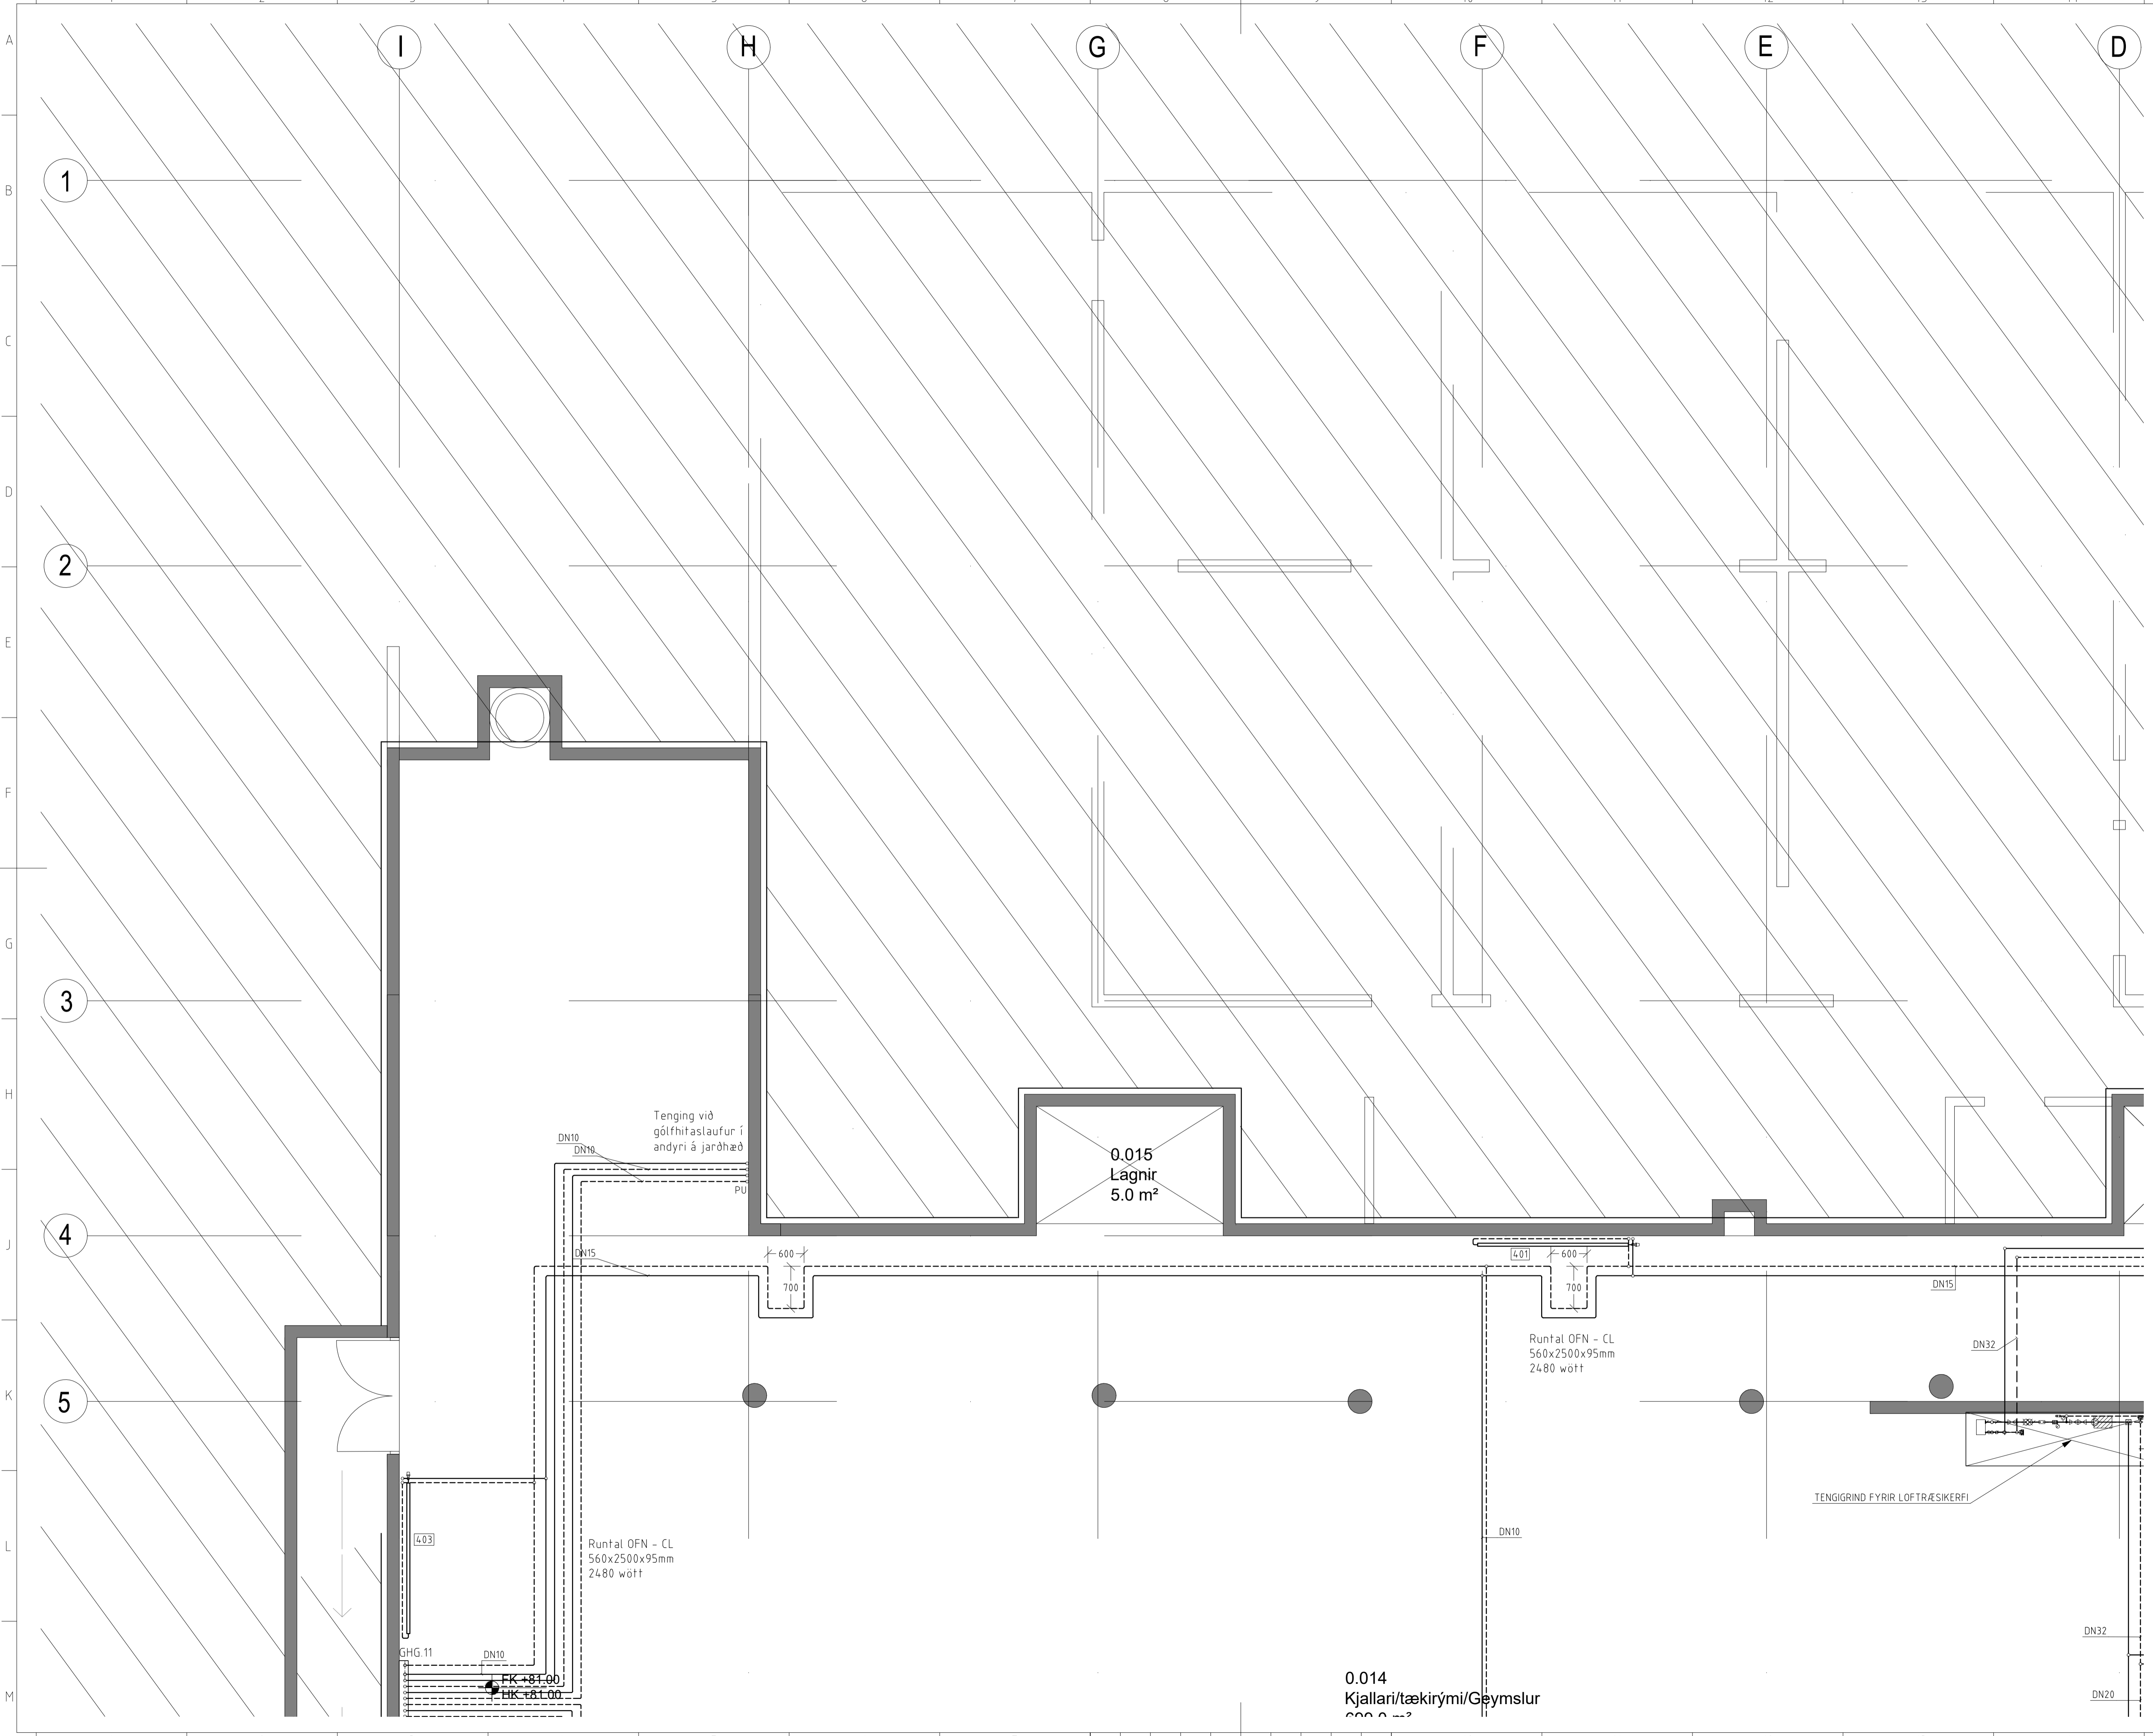 I
H
G
F
E
D
A
B
C
D
E
F
G
H
J
K
L
M
1
2
3
4
5
Tenging við
gólfhitaslaufur í
andyri á jarðhæð
DN10
DN10
PU
0.015
Lagnir
5.0 m²
DN15
600
700
401
600
700
DN15
Runtal OFN - CL
560x2500x95mm
2480 wött
DN32
TENGIGRIND FYRIR LOFTRÆSIKERFI
403
Runtal OFN - CL
560x2500x95mm
2480 wött
DN10
GHG.11
DN10
FK +81.00
HK +81.00
0.014
Kjallari/tækirými/Geymslur
DN32
DN20